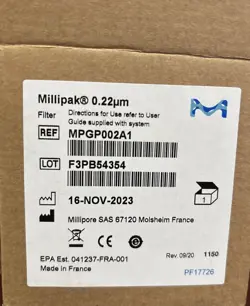 Millipak® 0.22µm
Filter
Directions for Use refer to User
Guide supplied with system
REF MPGP002A1
LOT F3PB54354
16-NOV-2023
1
Millipore SAS 67120 Molsheim France
CE
EPA Est. 041237-FRA-001
Made in France
Rev. 09/20 1150
PF17726